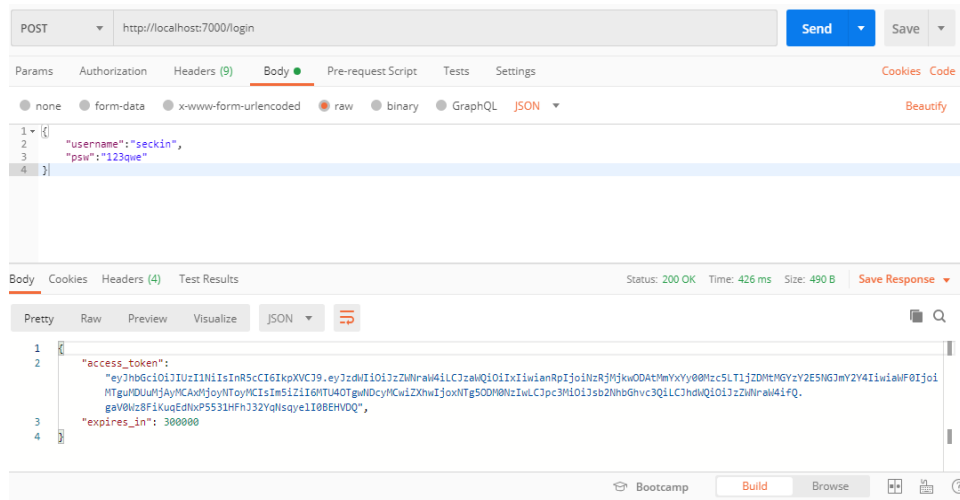 POST http://localhost:7000/login Send Save
Params Authorization Headers (9) Body Pre-request Script Tests Settings Cookies Code
none form-data x-www-form-urlencoded raw binary GraphQL JSON Beautify
1 {
2 "username":"seckin",
3 "psw":"123qwe"
4 }
Body Cookies Headers (4) Test Results Status: 200 OK Time: 426 ms Size: 490 B Save Response
Pretty Raw Preview Visualize JSON
1 {
2 "access_token":
"eyJhbGciOiJIUzI1NiIsInR5cCI6IkpXVCJ9.eyJzdWIiOiJzZWNraW4iLCJzaWQiOiIxIiwianRpIjoiNzRjMjkwODAtMmYxYy00Mzc5LTljZDMtMGYzY2E5NGJmY2Y4IiwiaWF0Ijoi
MTguMDUuMjAyMCAxMjoyNToyMCIsIm5iZiI6MTU4OTgwNDcyMCwiZXhwIjoxNTg5ODM0NzIwLCJpc3MiOiJsb2NhbGhvc3QiLCJhdWQiOiJzZWNraW4ifQ.
gaV0Wz8FiKuqEdNxP5531HFhJ32YqNsqyelI0BEHVDQ",
3 "expires_in": 300000
4 }
Bootcamp Build Browse